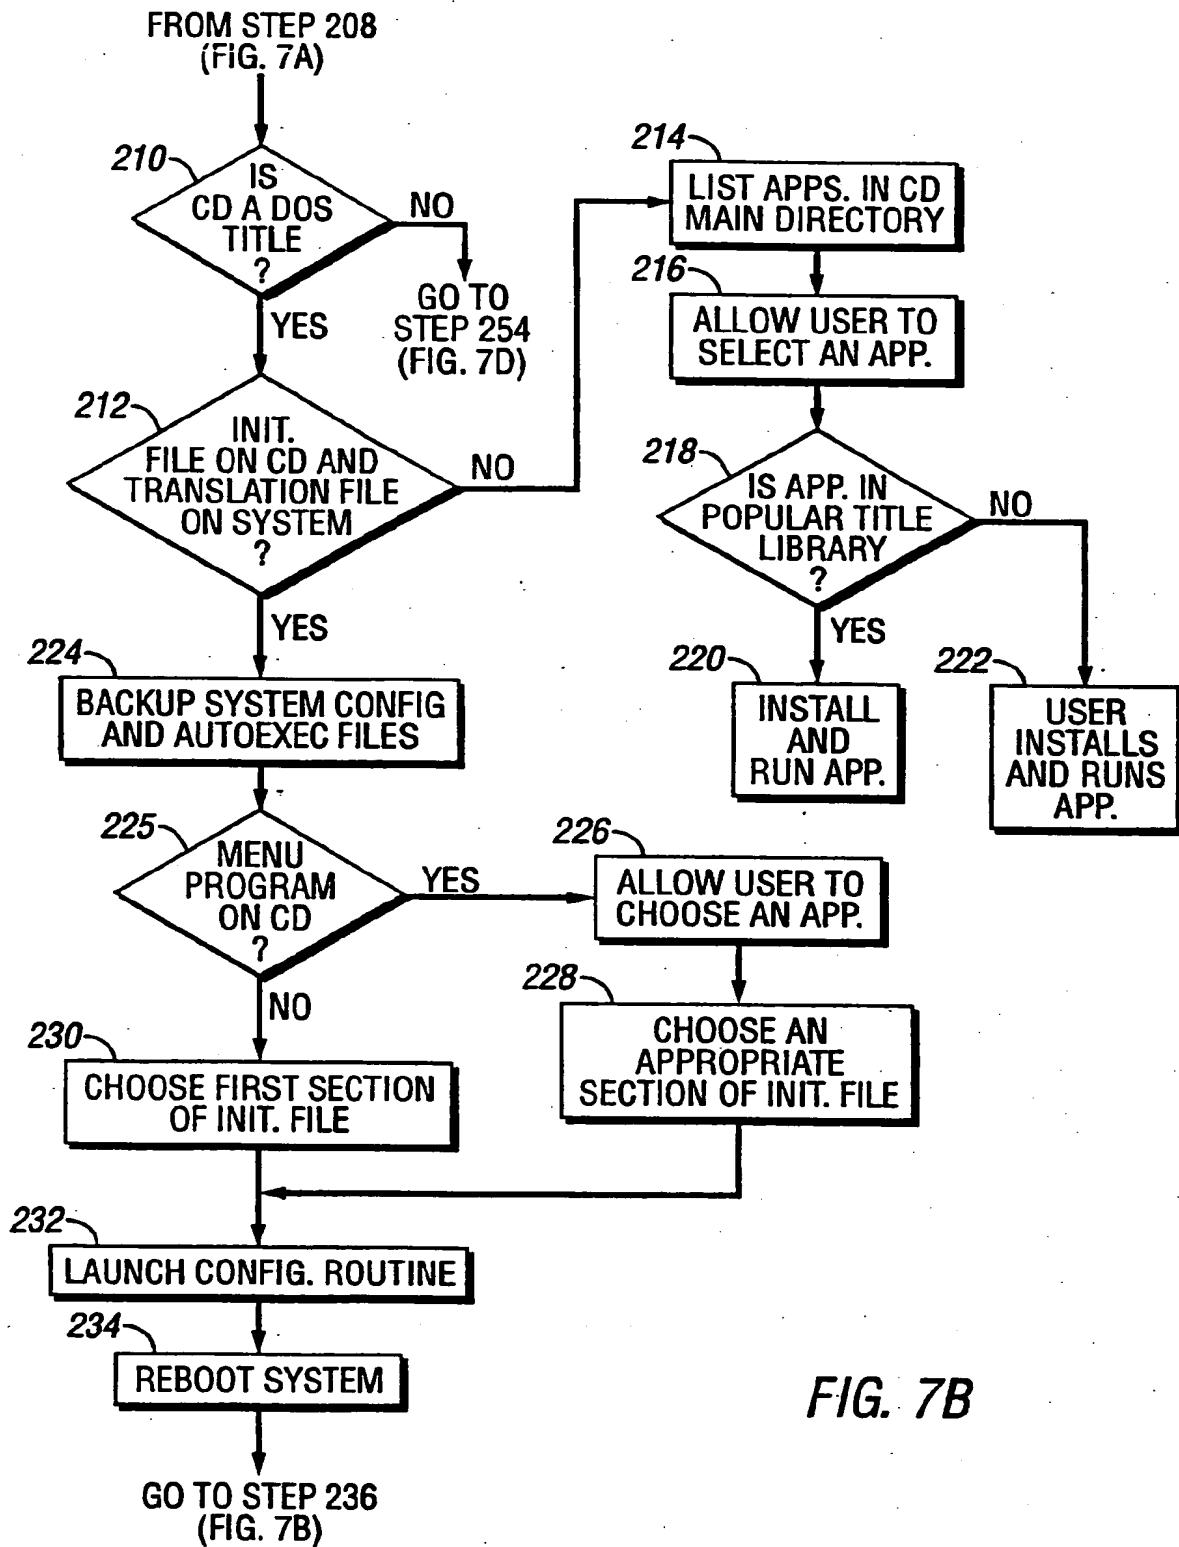 FROM STEP 208
(FIG. 7A)
210
IS
CD A DOS
TITLE
?
NO
GO TO
STEP 254
(FIG. 7D)
YES
212
INIT.
FILE ON CD AND
TRANSLATION FILE
ON SYSTEM
?
NO
YES
214
LIST APPS. IN CD
MAIN DIRECTORY
216
ALLOW USER TO
SELECT AN APP.
218
IS APP. IN
POPULAR TITLE
LIBRARY
?
NO
YES
220
INSTALL
AND
RUN APP.
222
USER
INSTALLS
AND RUNS
APP.
224
BACKUP SYSTEM CONFIG
AND AUTOEXEC FILES
225
MENU
PROGRAM
ON CD
?
YES
NO
226
ALLOW USER TO
CHOOSE AN APP.
228
CHOOSE AN
APPROPRIATE
SECTION OF INIT. FILE
230
CHOOSE FIRST SECTION
OF INIT. FILE
232
LAUNCH CONFIG. ROUTINE
234
REBOOT SYSTEM
GO TO STEP 236
(FIG. 7B)
FIG. 7B